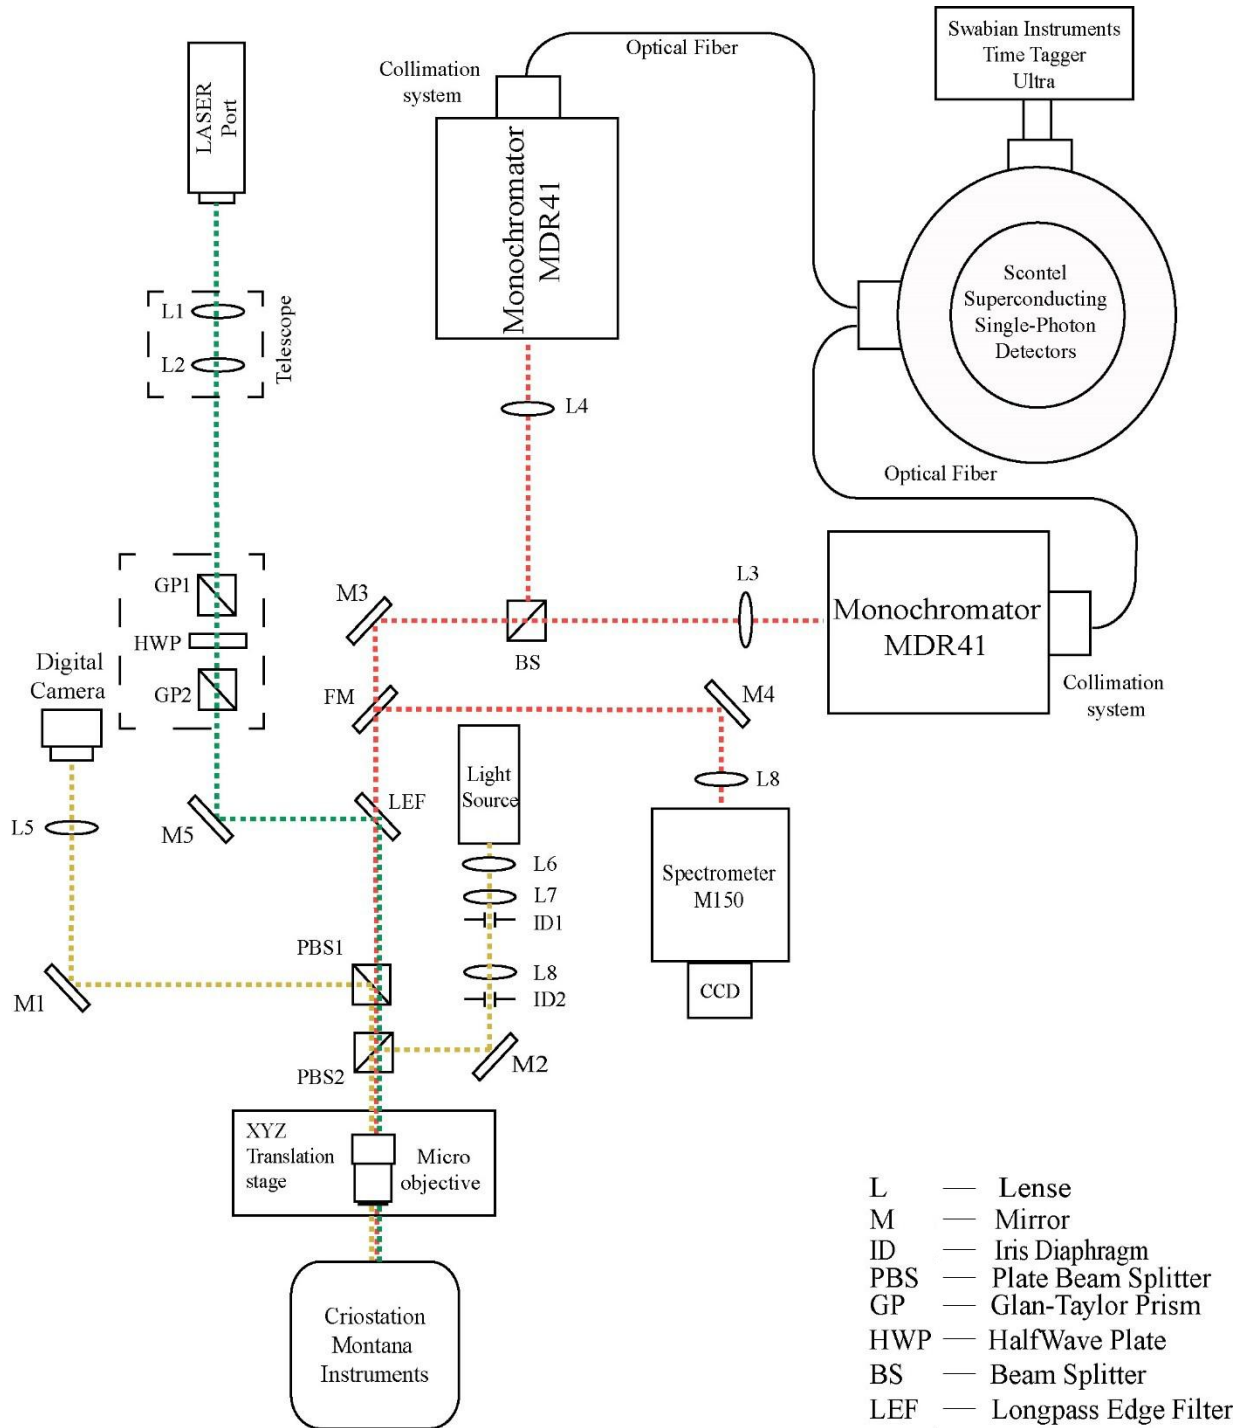 Swabian Instruments
Time Tagger
Ultra
Optical Fiber
Collimation
system
LASER
Port
Monochromator
MDR41
Scontel
Superconducting
Single-Photon
Detectors
L1
L2
Telescope
L4
Optical Fiber
GP1
HWP
GP2
M3
BS
L3
Monochromator
MDR41
Collimation
system
Digital
Camera
FM
M4
L5
M5
LEF
Light
Source
L8
L6
L7
ID1
Spectrometer
M150
CCD
M1
PBS1
L8
ID2
PBS2
M2
XYZ
Translation
stage
Micro
objective
Criostation
Montana
Instruments
L — Lense
M — Mirror
ID — Iris Diaphragm
PBS — Plate Beam Splitter
GP — Glan-Taylor Prism
HWP — HalfWave Plate
BS — Beam Splitter
LEF — Longpass Edge Filter